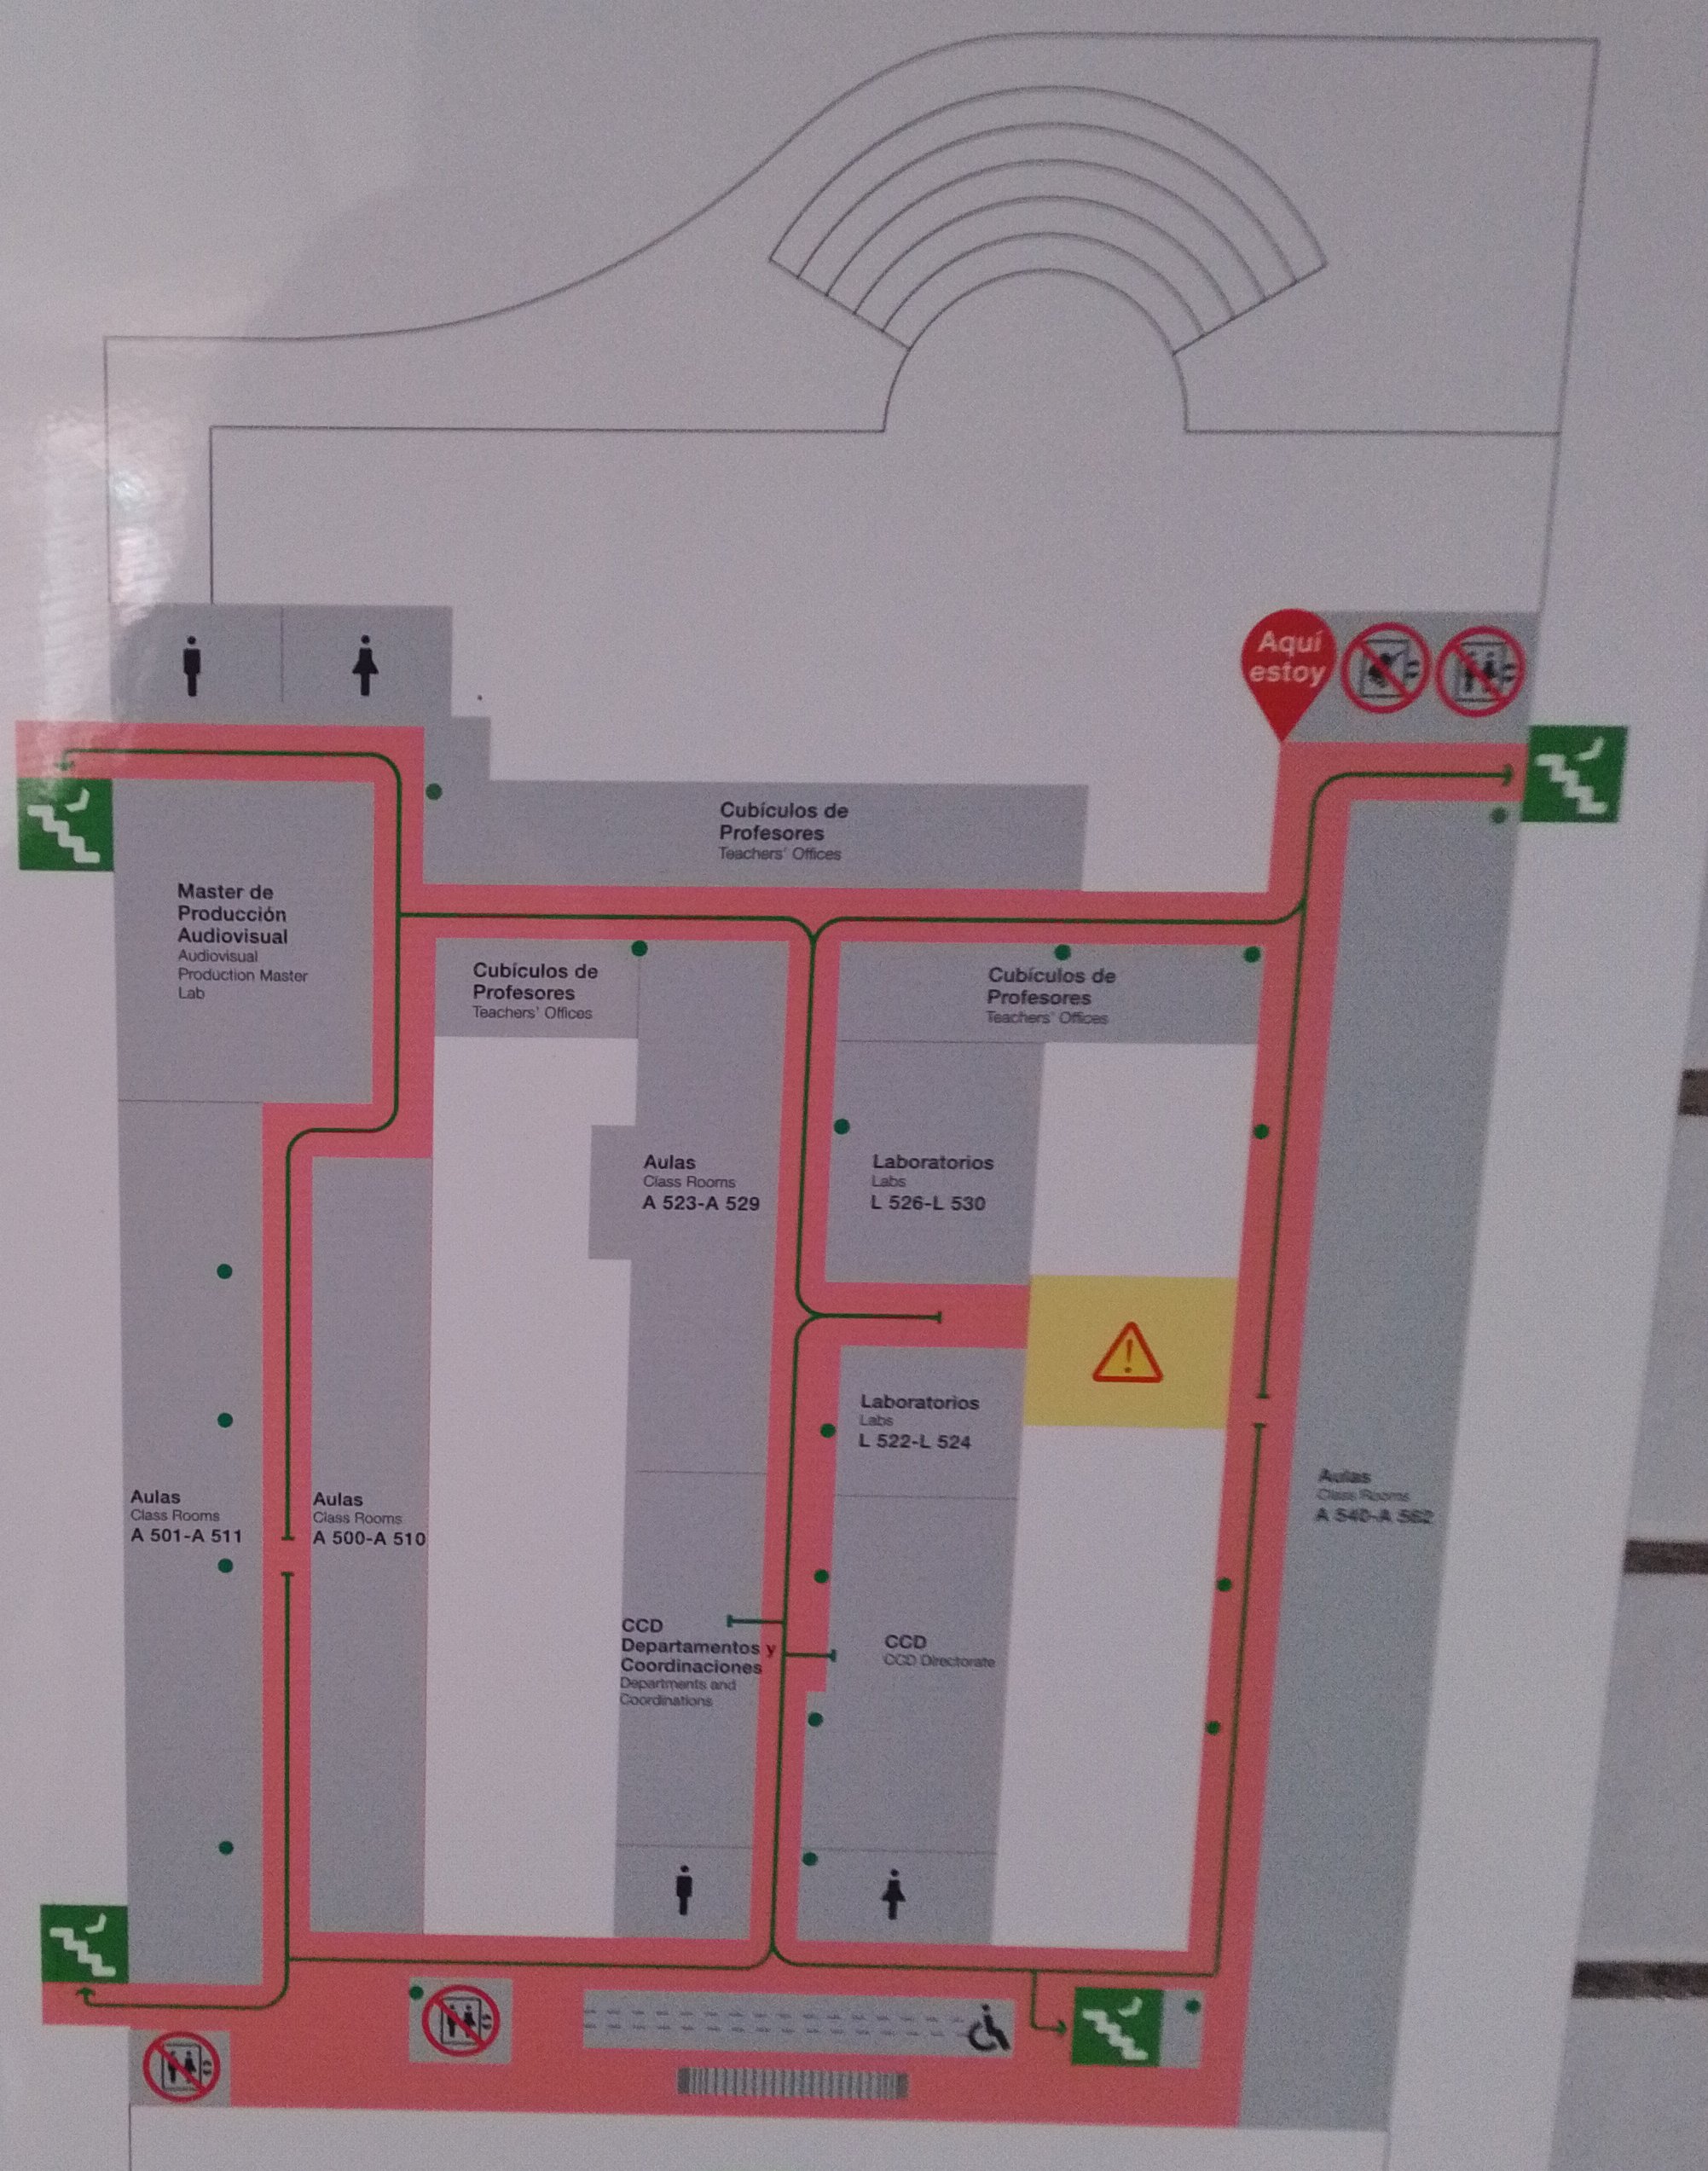 Aquí
estoy
Cubículos de
Profesores
Teachers' Offices
Master de
Producción
Audiovisual
Audiovisual
Production Master
Lab
Cubículos de
Profesores
Teachers' Offices
Cubículos de
Profesores
Teachers' Offices
Aulas
Class Rooms
A 523-A 529
Laboratorios
Labs
L 526-L 530
Laboratorios
Labs
L 522-L 524
Aulas
Class Rooms
A 501-A 511
Aulas
Class Rooms
A 500-A 510
Aulas
Class Rooms
A 540-A 562
CCD
Departamentos y
Coordinaciones
Departments and
Coordinations
CCD
CCD Directorate